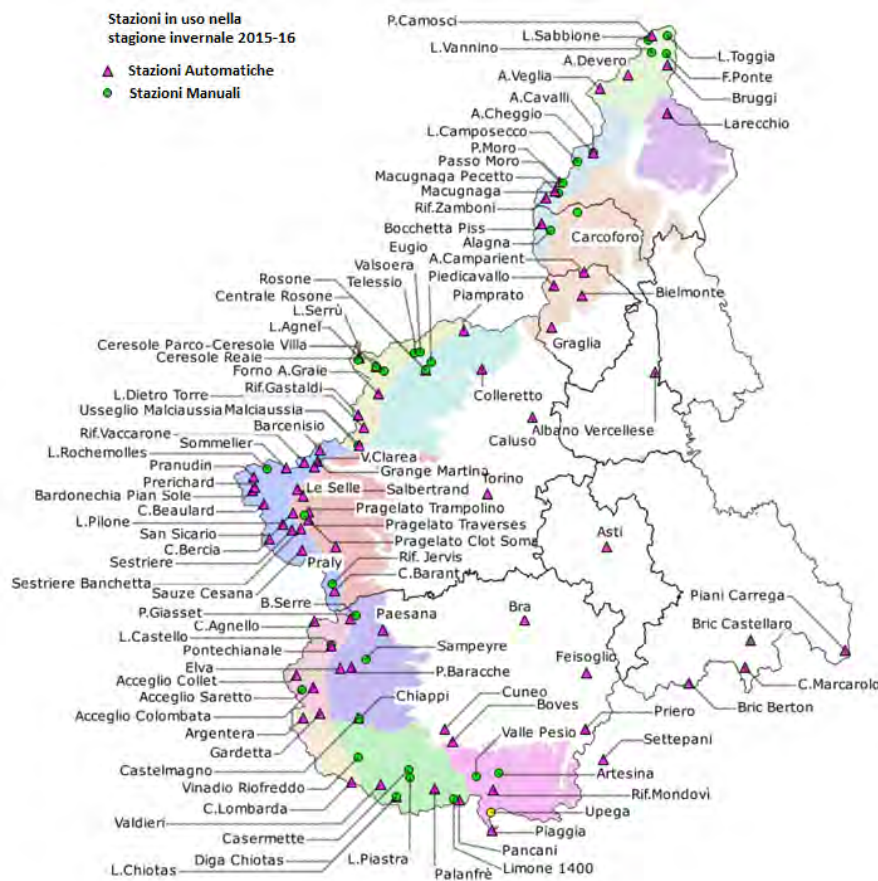 Stazioni in uso nella
stagione invernale 2015-16
Stazioni Automatiche
Stazioni Manuali
P.Camosci
L.Sabbione
L.Vannino
L.Toggia
A.Devero
F.Ponte
A.Veglia
Bruggi
A.Cavalli
Larecchio
A.Cheggio
L.Camposecco
P.Moro
Passo Moro
Macugnaga Pecetto
Macugnaga
Rif.Zamboni
Bocchetta Piss
Carcoforo
Alagna
Eugio
A.Camparient
Valsoera
Piedicavallo
Rosone
Telessio
Bielmonte
Centrale Rosone
Piamprato
L.Serrù
L.Agnel
Graglia
Ceresole Parco-Ceresole Villa
Ceresole Reale
Forno A.Graie
Colleretto
Rif.Gastaldi
L.Dietro Torre
Usseglio Malciaussia
Malciaussia
Albano Vercellese
Caluso
Barcenisio
Rif.Vaccarone
Sommelier
V.Clarea
L.Rochemolles
Grange Martina
Pranudin
Prerichard
Le Selle
Salbertrand
Torino
Bardonechia Pian Sole
Pragelato Trampolino
C.Beaulard
L.Pilone
Pragelato Traverses
San Sicario
Asti
Pragelato Clot Soma
C.Bercia
Rif. Jervis
Sestriere
Praly
C.Barant
Sestriere Banchetta
Sauze Cesana
B.Serre
Piani Carrega
P.Giasset
Paesana
Bra
C.Agnello
Bric Castellaro
L.Castello
Pontechianale
Sampeyre
Feisoglio
Elva
P.Baracche
Acceglio Collet
C.Marcarolo
Acceglio Saretto
Chiappi
Cuneo
Bric Berton
Acceglio Colombata
Boves
Priero
Argentera
Valle Pesio
Settepani
Gardetta
Castelmagno
Artesina
Vinadio Riofreddo
Rif.Mondovì
C.Lombarda
Upega
Valdieri
Piaggia
Casermette
Pancani
Diga Chiotas
L.Piastra
Limone 1400
L.Chiotas
Palanfrè